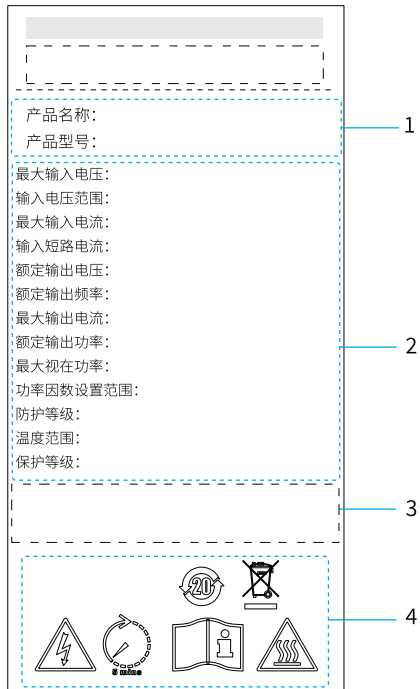 产品名称：
产品型号：
1
最大输入电压：
输入电压范围：
最大输入电流：
输入短路电流：
额定输出电压：
额定输出频率：
最大输出电流：
额定输出功率：
2
最大视在功率：
功率因数设置范围：
防护等级：
温度范围：
保护等级：
3
20
4
5 mins